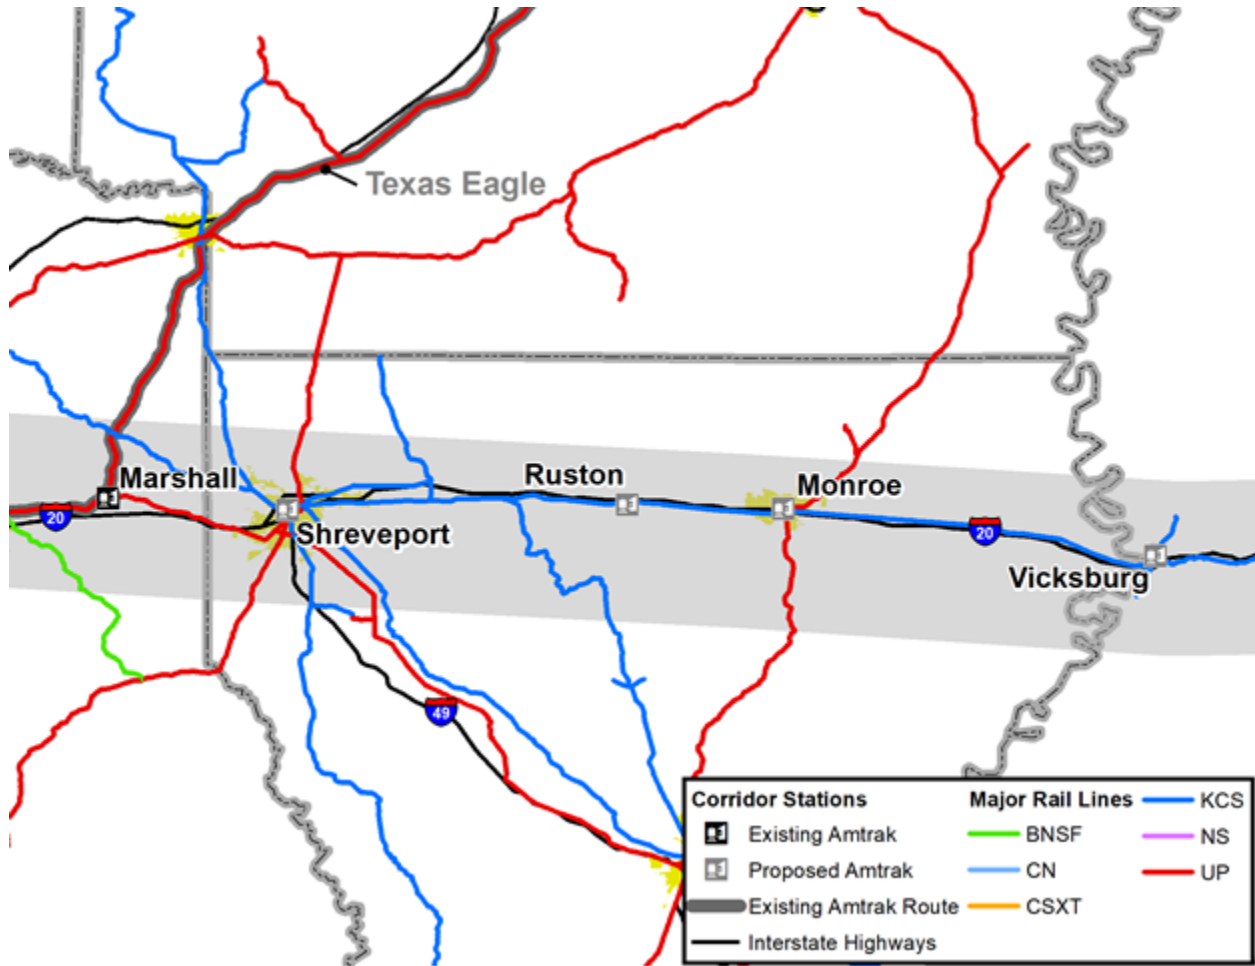 Texas Eagle
Marshall
Ruston
Monroe
20
Shreveport
20
Vicksburg
49
Corridor Stations
Existing Amtrak
Proposed Amtrak
Existing Amtrak Route
Interstate Highways
Major Rail Lines
BNSF
CN
CSXT
KCS
NS
UP